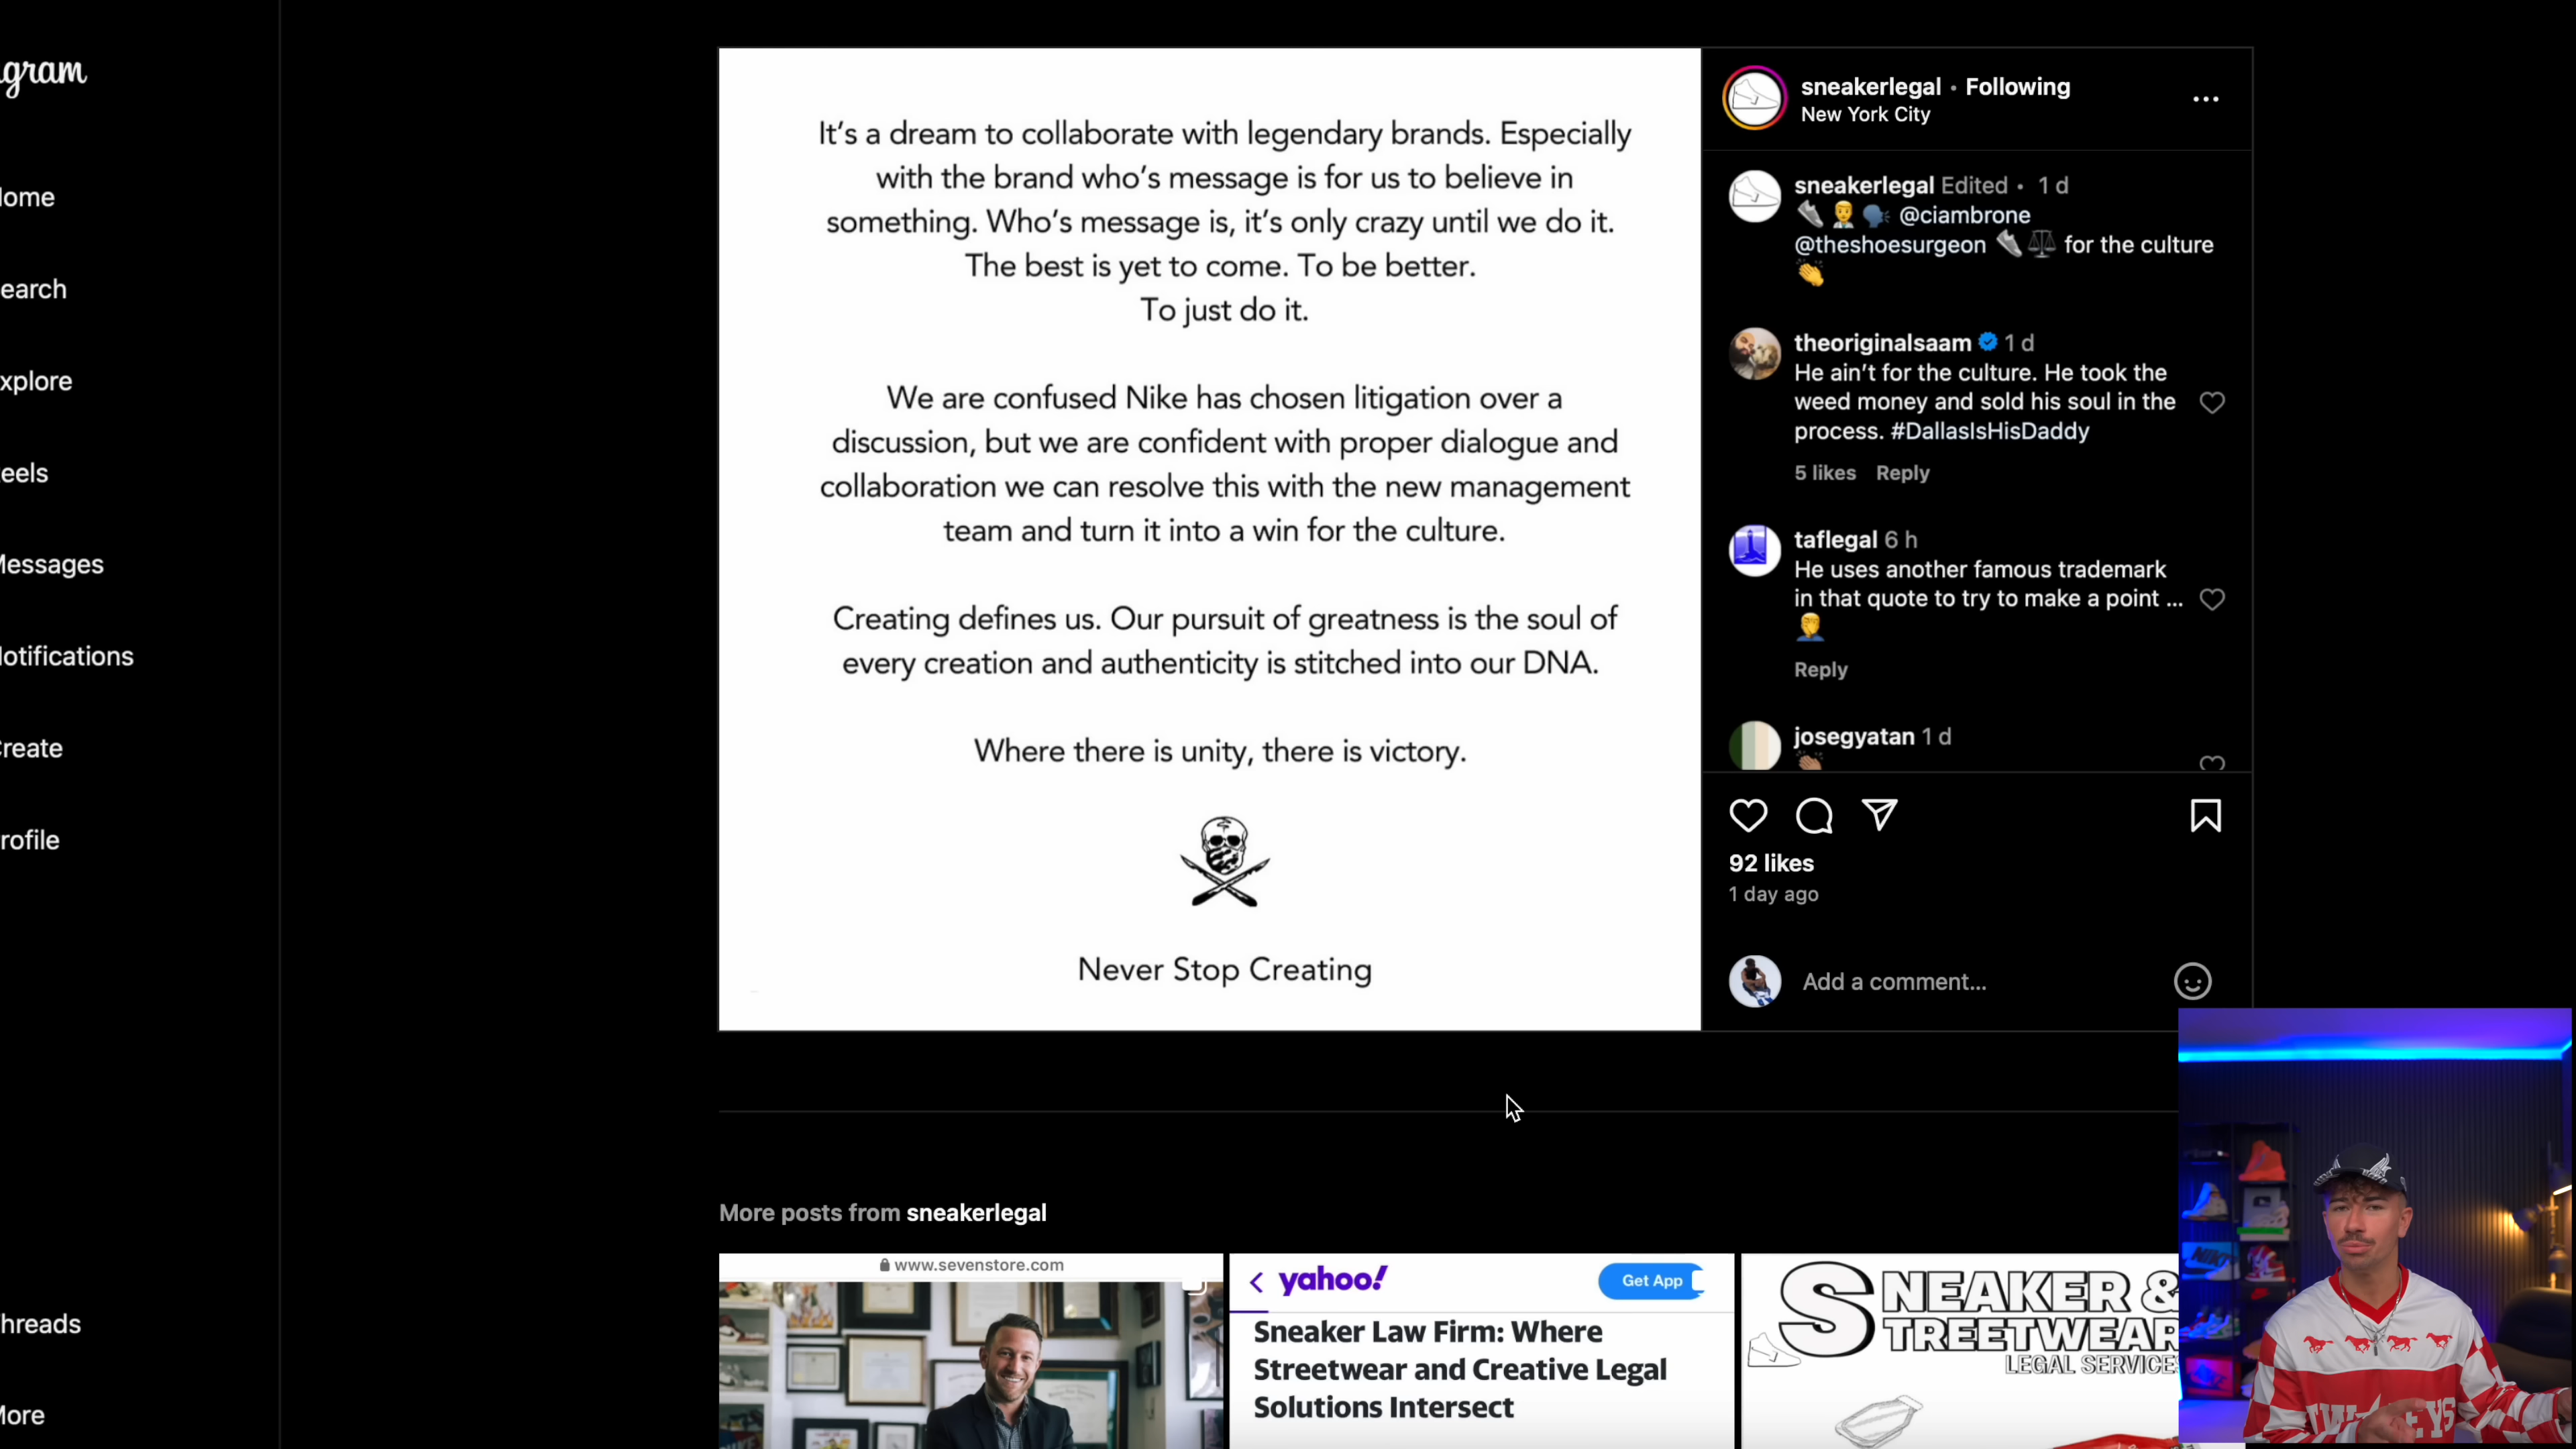 gram
ome
earch
xplore
eels
Messages
otifications
reate
rofile
hreads
More
It's a dream to collaborate with legendary brands. Especially
with the brand who's message is for us to believe in
something. Who's message is, it's only crazy until we do it.
The best is yet to come. To be better.
To just do it.
We are confused Nike has chosen litigation over a
discussion, but we are confident with proper dialogue and
collaboration we can resolve this with the new management
team and turn it into a win for the culture.
Creating defines us. Our pursuit of greatness is the soul of
every creation and authenticity is stitched into our DNA.
Where there is unity, there is victory.
Never Stop Creating
sneakerlegal • Following
New York City
sneakerlegal Edited • 1 d
@ciambrone
@theshoesurgeon for the culture
theoriginalsaam 1 d
He ain't for the culture. He took the
weed money and sold his soul in the
process. #DallasIsHisDaddy
5 likes Reply
taflegal 6 h
He uses another famous trademark
in that quote to try to make a point ...
Reply
josegyatan 1 d
92 likes
1 day ago
Add a comment...
More posts from sneakerlegal
www.sevenstore.com
yahoo!
Get App
Sneaker Law Firm: Where
Streetwear and Creative Legal
Solutions Intersect
SNEAKER &
TREETWEAR
LEGAL SERVICES